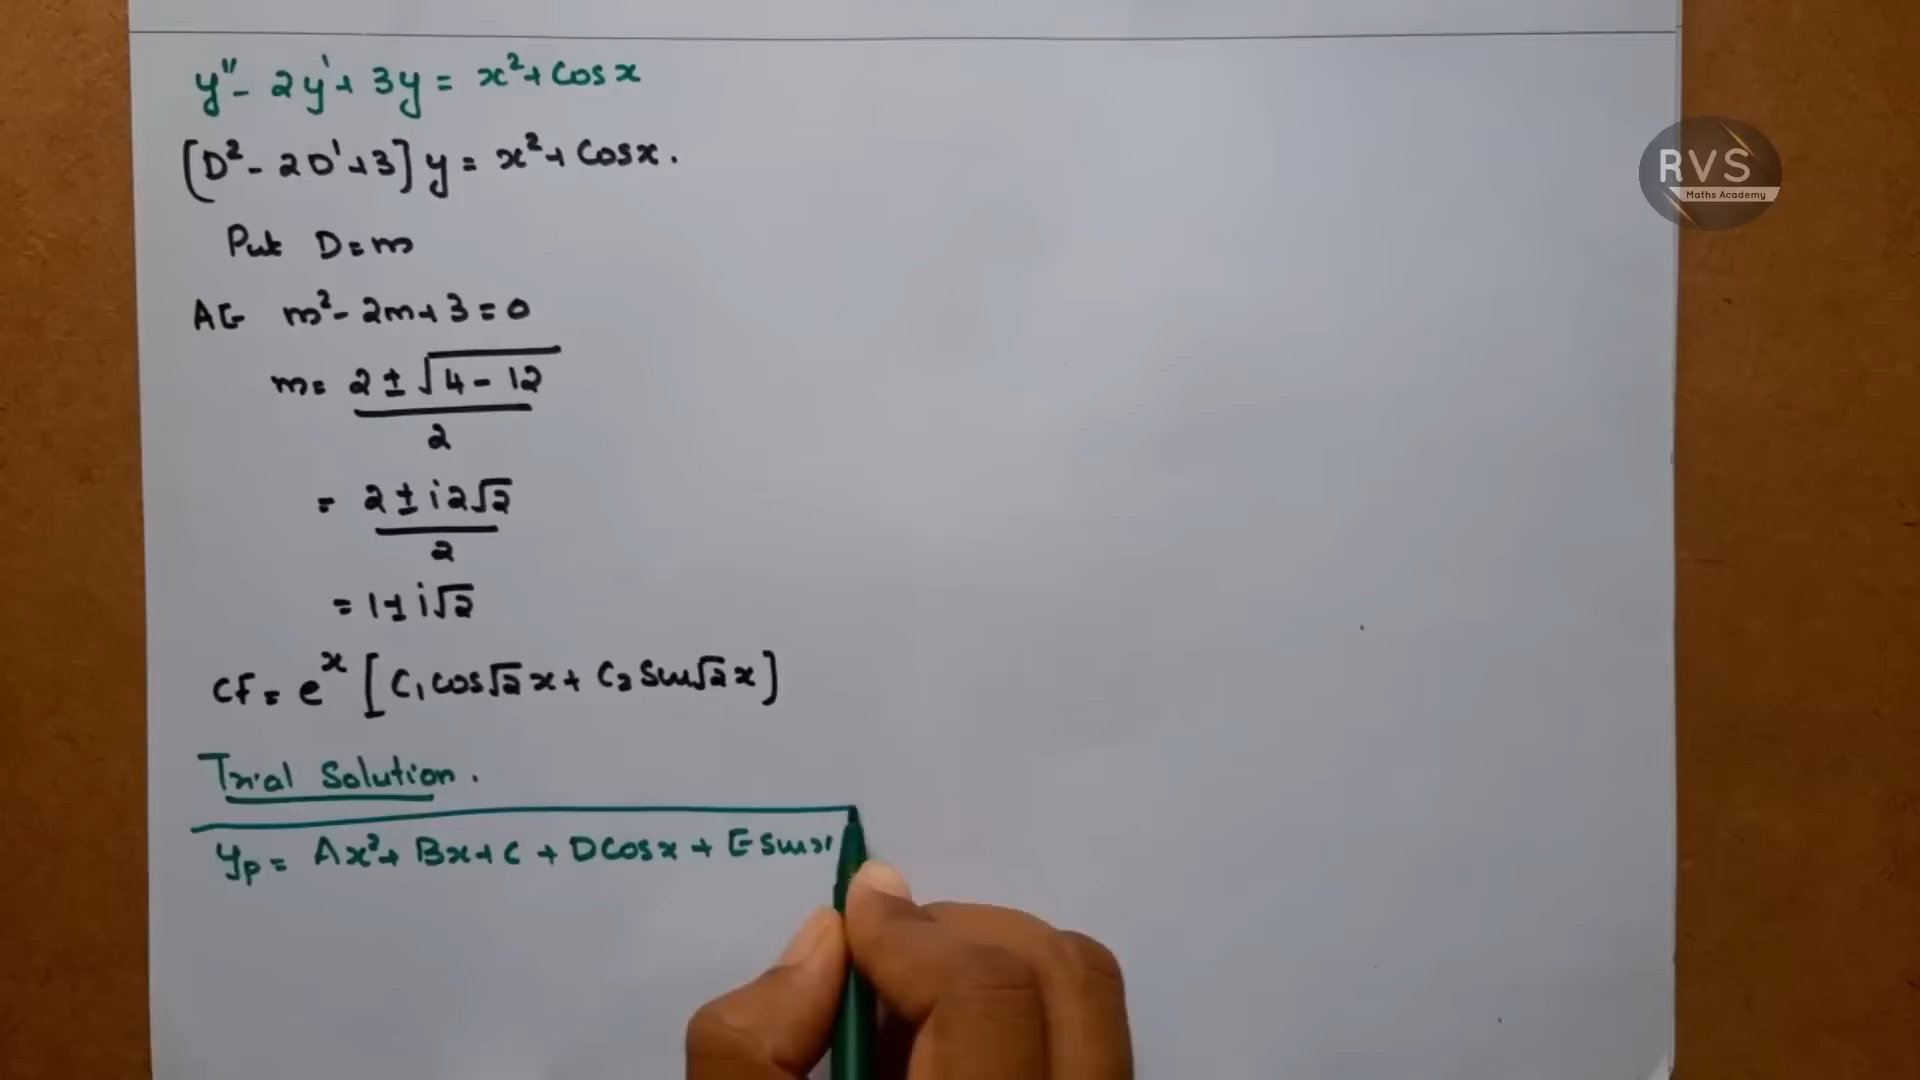 y'' - 2y' + 3y = x² + Cos x
[D² - 2D' + 3] y = x² + Cos x.
Put D = m
AE m² - 2m + 3 = 0
m = 2 ± √4 - 12
2
= 2 ± i2√2
2
= 1 ± i√2
CF = e^x [C₁ cos√2 x + C₂ Sin√2 x]
Trial Solution.
yp = Ax² + Bx + C + D Cos x + E sin x
RVS
Maths Academy